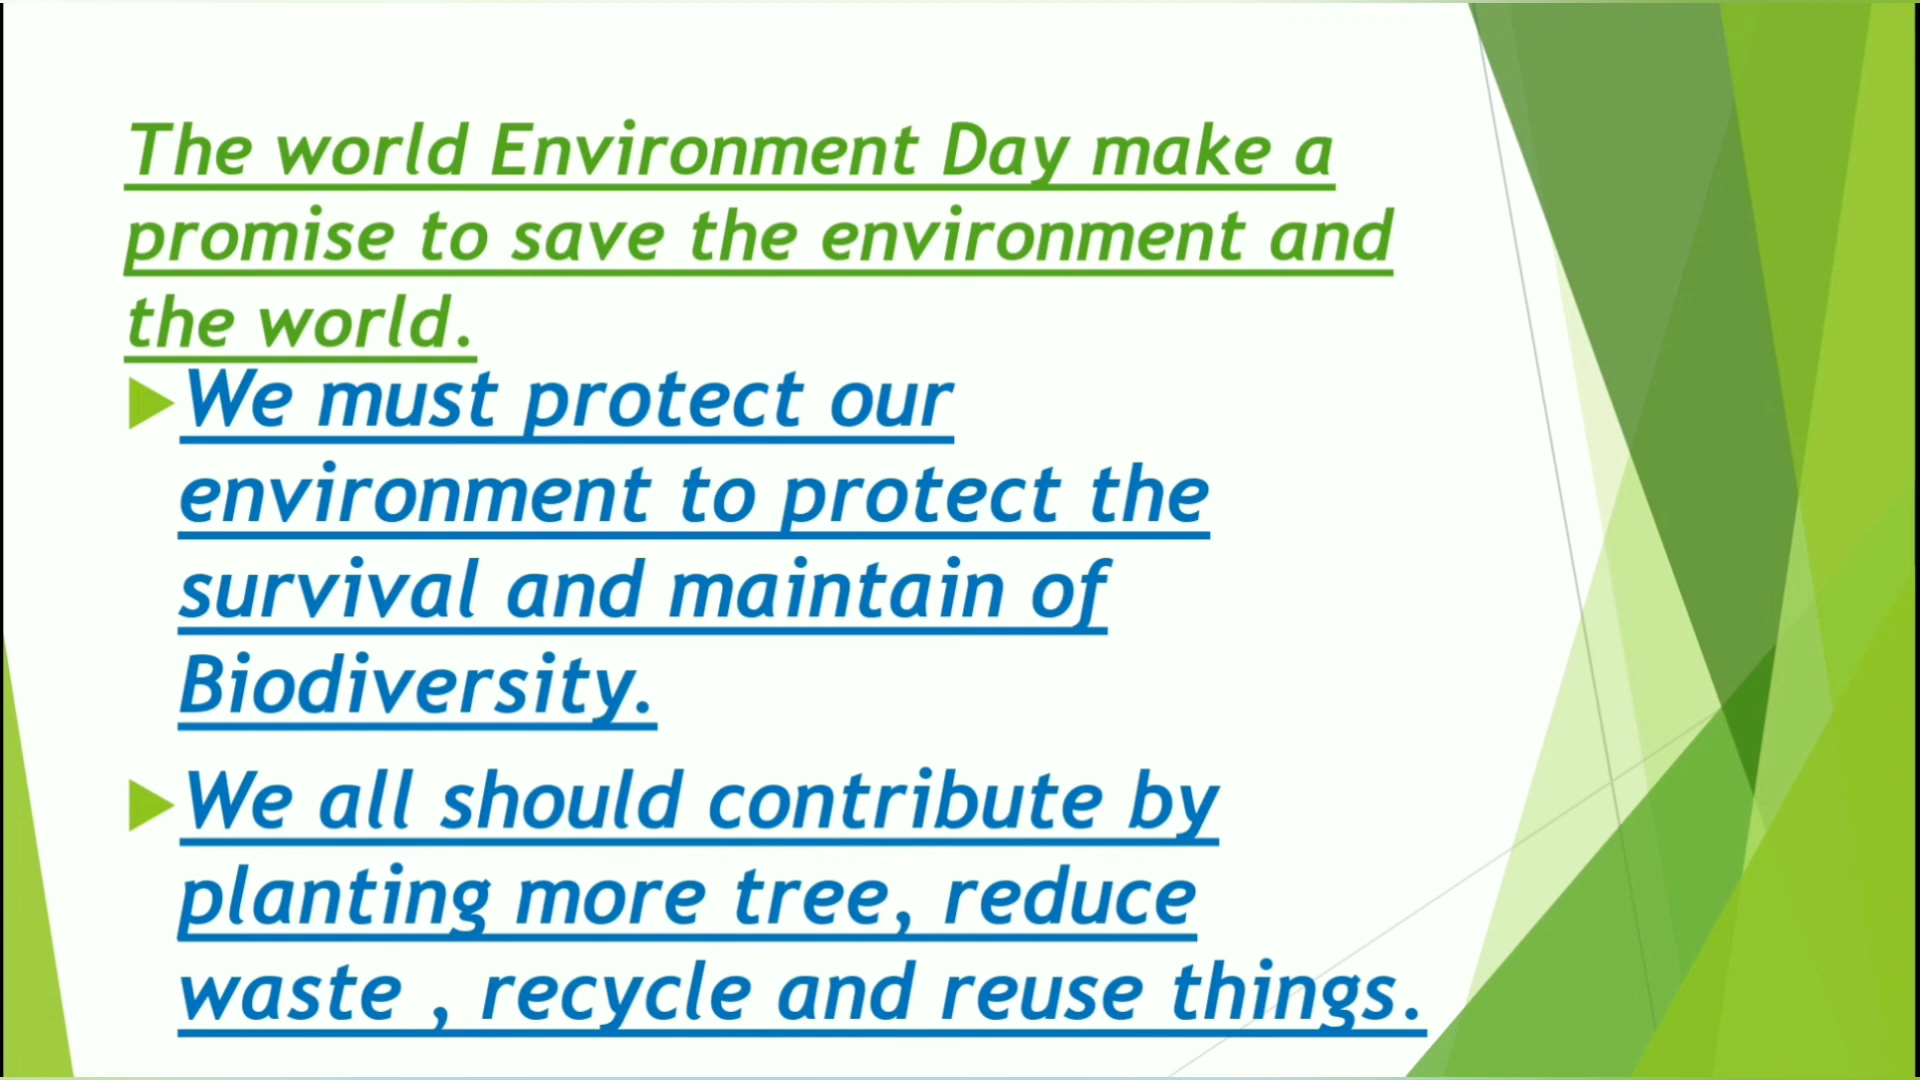 The world Environment Day make a
promise to save the environment and
the world.
We must protect our
environment to protect the
survival and maintain of
Biodiversity.
We all should contribute by
planting more tree, reduce
waste , recycle and reuse things.